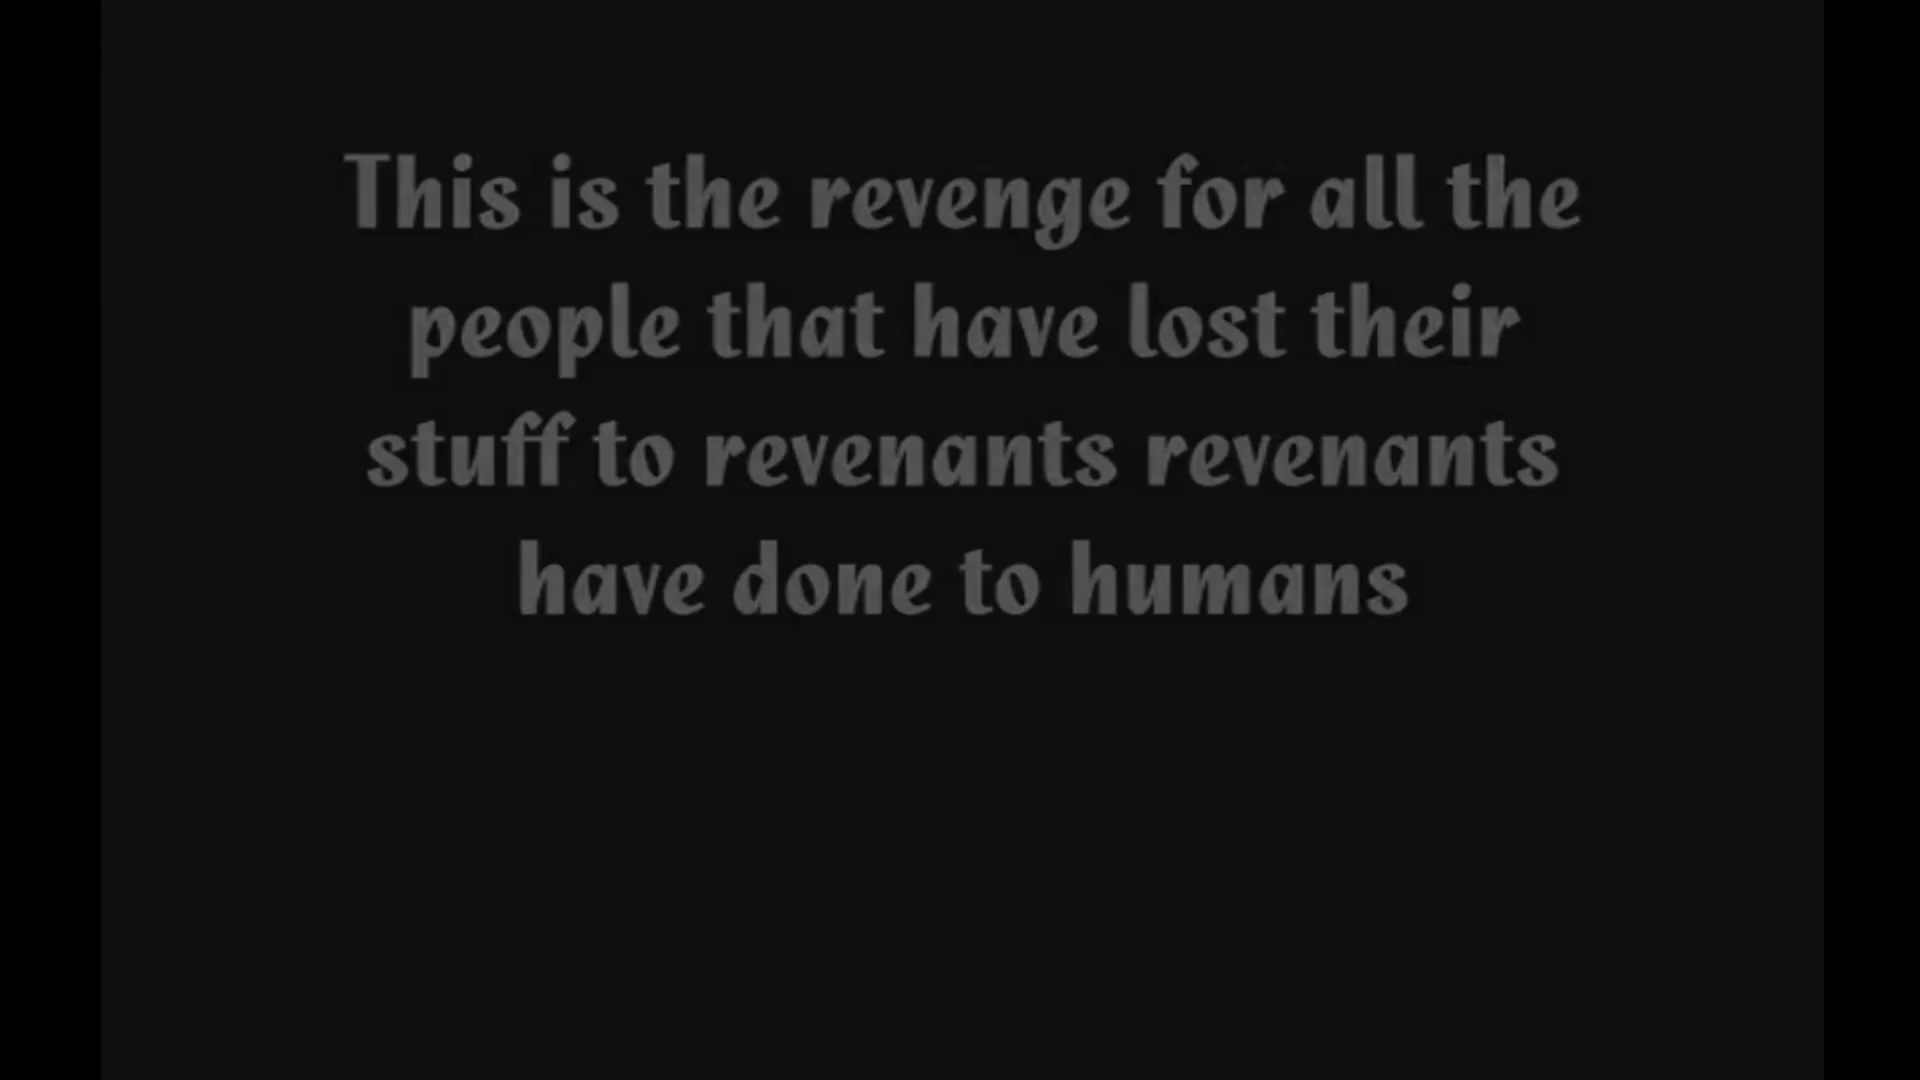 This is the revenge for all the
people that have lost their
stuff to revenants revenants
have done to humans